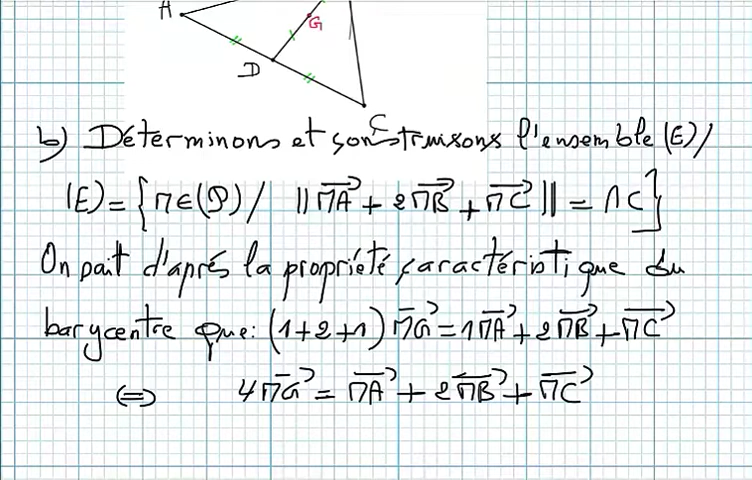 A
G
D
C
b) Déterminons et construisons l'ensemble (E)/
(E) = {M∈(P)/ ||MA→ + 2MB→ + MC→|| = AC}
On sait d'après la propriété caractéristique du
barycentre que: (1+2+1) MG→ = 1MA→ + 2MB→ + MC→
⇔ 4MG→ = MA→ + 2MB→ + MC→